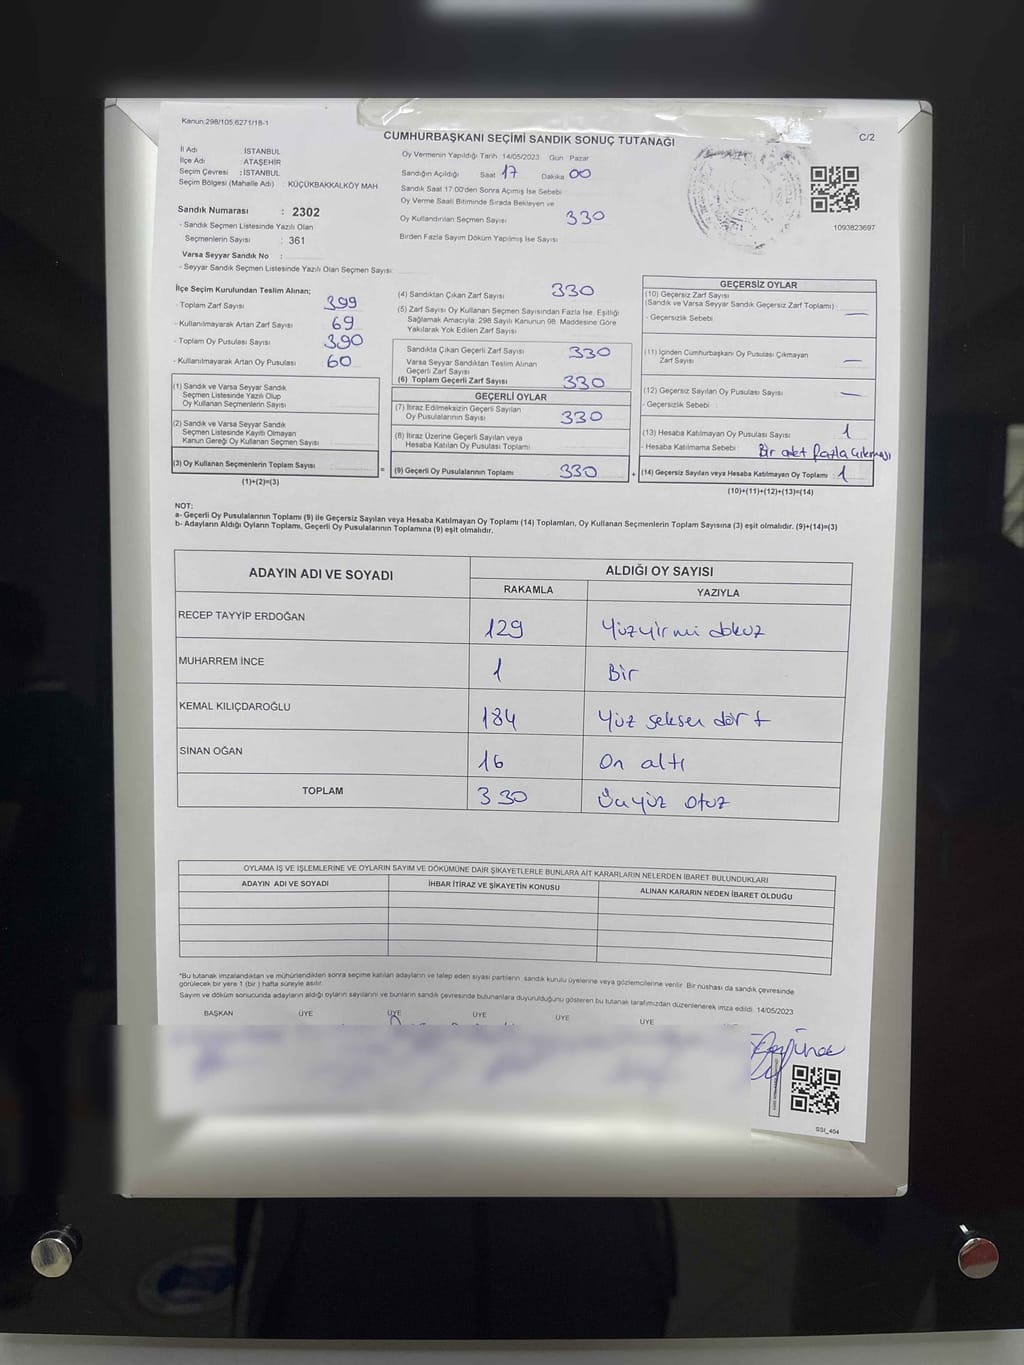 Kanun:298/105,6271/18-1
CUMHURBAŞKANI SEÇİMİ SANDIK SONUÇ TUTANAĞI
C/2
İl Adı İSTANBUL
İlçe Adı ATAŞEHİR
Seçim Çevresi : İSTANBUL
Seçim Bölgesi (Mahalle Adı) : KÜÇÜKBAKKALKÖY MAH
Sandık Numarası : 2302
- Sandık Seçmen Listesinde Yazılı Olan
Seçmenlerin Sayısı : 361
Varsa Seyyar Sandık No :
- Seyyar Sandık Seçmen Listesinde Yazılı Olan Seçmen Sayısı:
Oy Vermenin Yapıldığı Tarih 14/05/2023 Gün Pazar
Sandığın Açıldığı Saat 17 Dakika 00
Sandık Saat 17:00'den Sonra Açımış İse Sebebi
Oy Verme Saati Bitiminde Sırada Bekleyen ve
Oy Kullandırılan Seçmen Sayısı 330
Birden Fazla Sayım Döküm Yapılmış İse Sayısı
1093823697
İlçe Seçim Kurulundan Teslim Alınan;
- Toplam Zarf Sayısı 399
- Kullanılmayarak Artan Zarf Sayısı 69
- Toplam Oy Pusulası Sayısı 390
- Kullanılmayarak Artan Oy Pusulası 60
(1) Sandık ve Varsa Seyyar Sandık
Seçmen Listesinde Yazılı Olup
Oy Kullanan Seçmenlerin Sayısı
(2) Sandık ve Varsa Seyyar Sandık
Seçmen Listesinde Kayıtlı Olmayan
Kanun Gereği Oy Kullanan Seçmen Sayısı
(3) Oy Kullanan Seçmenlerin Toplam Sayısı
(1)+(2)=(3)
=
(4) Sandıktan Çıkan Zarf Sayısı 330
(5) Zarf Sayısı Oy Kullanan Seçmen Sayısından Fazla İse, Eşitliği
Sağlamak Amacıyla; 298 Sayılı Kanunun 98. Maddesine Göre
Yakılarak Yok Edilen Zarf Sayısı
Sandıkta Çıkan Geçerli Zarf Sayısı 330
Varsa Seyyar Sandıktan Teslim Alınan
Geçerli Zarf Sayısı
(6) Toplam Geçerli Zarf Sayısı 330
GEÇERLİ OYLAR
(7) İtiraz Edilmeksizin Geçerli Sayılan
Oy Pusulalarının Sayısı 330
(8) İtiraz Üzerine Geçerli Sayılan veya
Hesaba Katılan Oy Pusulası Toplamı
(9) Geçerli Oy Pusulalarının Toplamı 330
+
GEÇERSİZ OYLAR
(10) Geçersiz Zarf Sayısı
(Sandık ve Varsa Seyyar Sandık Geçersiz Zarf Toplamı) : —
- Geçersizlik Sebebi
(11) İçinden Cumhurbaşkanı Oy Pusulası Çıkmayan
Zarf Sayısı —
(12) Geçersiz Sayılan Oy Pusulası Sayısı : —
- Geçersizlik Sebebi
(13) Hesaba Katılmayan Oy Pusulası Sayısı 1
- Hesaba Katılmama Sebebi : Bir adet fazla çıkması
(14) Geçersiz Sayılan veya Hesaba Katılmayan Oy Toplamı : 1
(10)+(11)+(12)+(13)=(14)
NOT:
a- Geçerli Oy Pusulalarının Toplamı (9) ile Geçersiz Sayılan veya Hesaba Katılmayan Oy Toplamı (14) Toplamları, Oy Kullanan Seçmenlerin Toplam Sayısına (3) eşit olmalıdır. (9)+(14)=(3)
b- Adayların Aldığı Oyların Toplamı, Geçerli Oy Pusulalarının Toplamına (9) eşit olmalıdır.
ADAYIN ADI VE SOYADI ALDIĞI OY SAYISI
RAKAMLA YAZIYLA
RECEP TAYYİP ERDOĞAN 129 Yüzyirmi dokuz
MUHARREM İNCE 1 Bir
KEMAL KILIÇDAROĞLU 184 Yüz seksen dört
SİNAN OĞAN 16 On altı
TOPLAM 330 Üçyüz otuz
OYLAMA İŞ VE İŞLEMLERİNE VE OYLARIN SAYIM VE DÖKÜMÜNE DAİR ŞİKAYETLERLE BUNLARA AİT KARARLARIN NELERDEN İBARET BULUNDUKLARI
ADAYIN ADI VE SOYADI İHBAR İTİRAZ VE ŞİKAYETİN KONUSU ALINAN KARARIN NEDEN İBARET OLDUĞU
*Bu tutanak imzalandıktan ve mühürlendikten sonra seçime katılan adayların ve talep eden siyasi partilerin sandık kurulu üyelerine veya gözlemcilerine verilir. Bir nüshası da sandık çevresinde
görülecek bir yere 1 (bir) hafta süreyle asılır.
Sayım ve döküm sonucunda adayların aldığı oyların sayılarını ve bunların sandık çevresinde bulunanlara duyurulduğunu gösteren bu tutanak tarafımızdan düzenlenerek imza edildi. 14/05/2023
BAŞKAN ÜYE ÜYE ÜYE ÜYE ÜYE
SSI_404